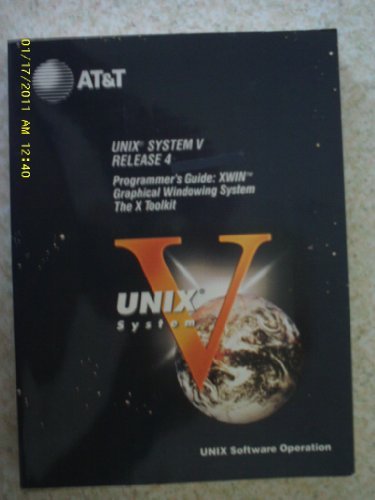 01/17/2011 AM 12:40
AT&T
UNIX® SYSTEM V
RELEASE 4
Programmer's Guide: XWIN™
Graphical Windowing System
The X Toolkit
V
UNIX®
System
UNIX Software Operation